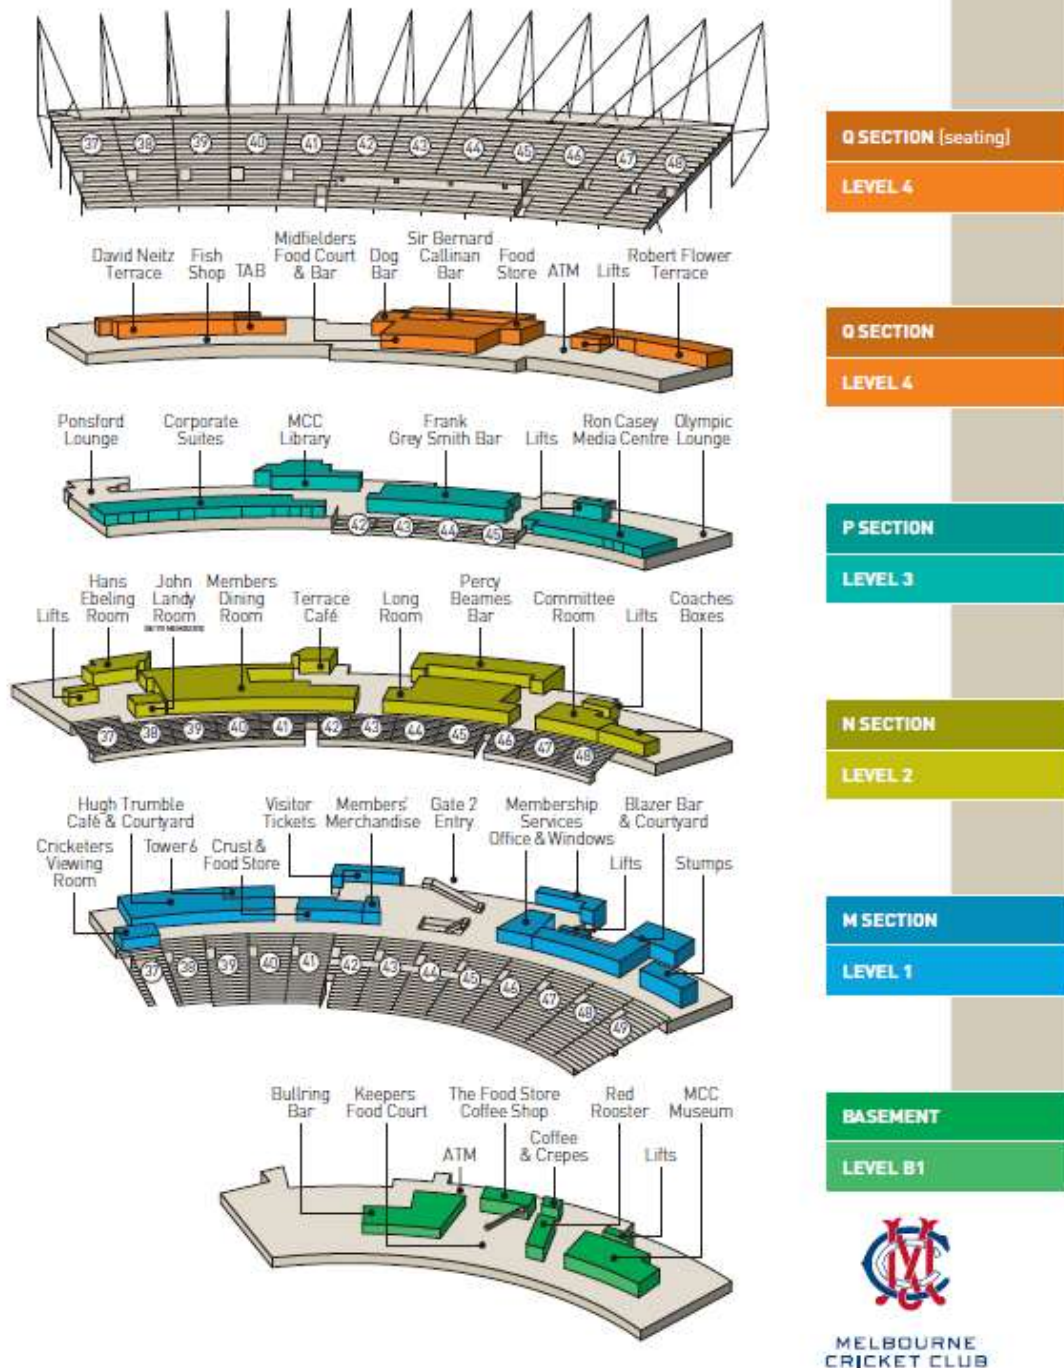 37 38 39 40 41 42 43 44 45 46 47 48
Q SECTION (seating)
LEVEL 4
David Neitz
Terrace
Fish
Shop
TAB
Midfielders
Food Court
& Bar
Dog
Bar
Sir Bernard
Callinan
Bar
Food
Store
ATM
Lifts
Robert Flower
Terrace
Q SECTION
LEVEL 4
Ponsford
Lounge
Corporate
Suites
MCC
Library
Frank
Grey Smith Bar
Lifts
Ron Casey
Media Centre
Olympic
Lounge
42 43 44 45
P SECTION
LEVEL 3
Lifts
Hans
Ebeling
Room
John
Landy
Room
Members
Dining
Room
Terrace
Café
Long
Room
Percy
Beames
Bar
Committee
Room
Lifts
Coaches
Boxes
37 38 39 40 41 42 43 44 45 46 47 48
N SECTION
LEVEL 2
Hugh Trumble
Café & Courtyard
Cricketers
Viewing
Room
Tower 6
Crust &
Food Store
Visitor
Tickets
Members'
Merchandise
Gate 2
Entry
Membership
Services
Office & Windows
Lifts
Blazer Bar
& Courtyard
Stumps
37 38 39 40 41 42 43 44 45 46 47 48 49
M SECTION
LEVEL 1
Bullring
Bar
Keepers
Food Court
ATM
The Food Store
Coffee Shop
Coffee
& Crepes
Red
Rooster
Lifts
MCC
Museum
BASEMENT
LEVEL B1
MCC
MELBOURNE
CRICKET CLUB